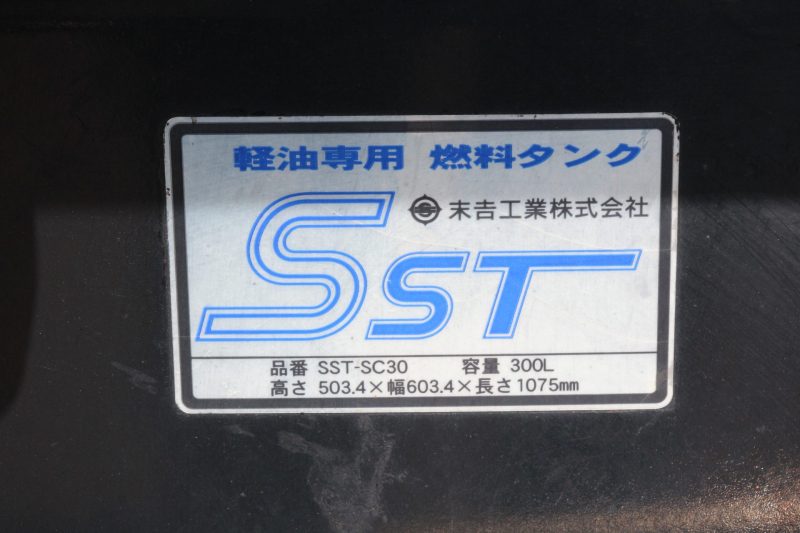 軽油専用 燃料タンク
末吉工業株式会社
SST
品番 SST-SC30 容量 300L
高さ 503.4×幅603.4×長さ1075mm